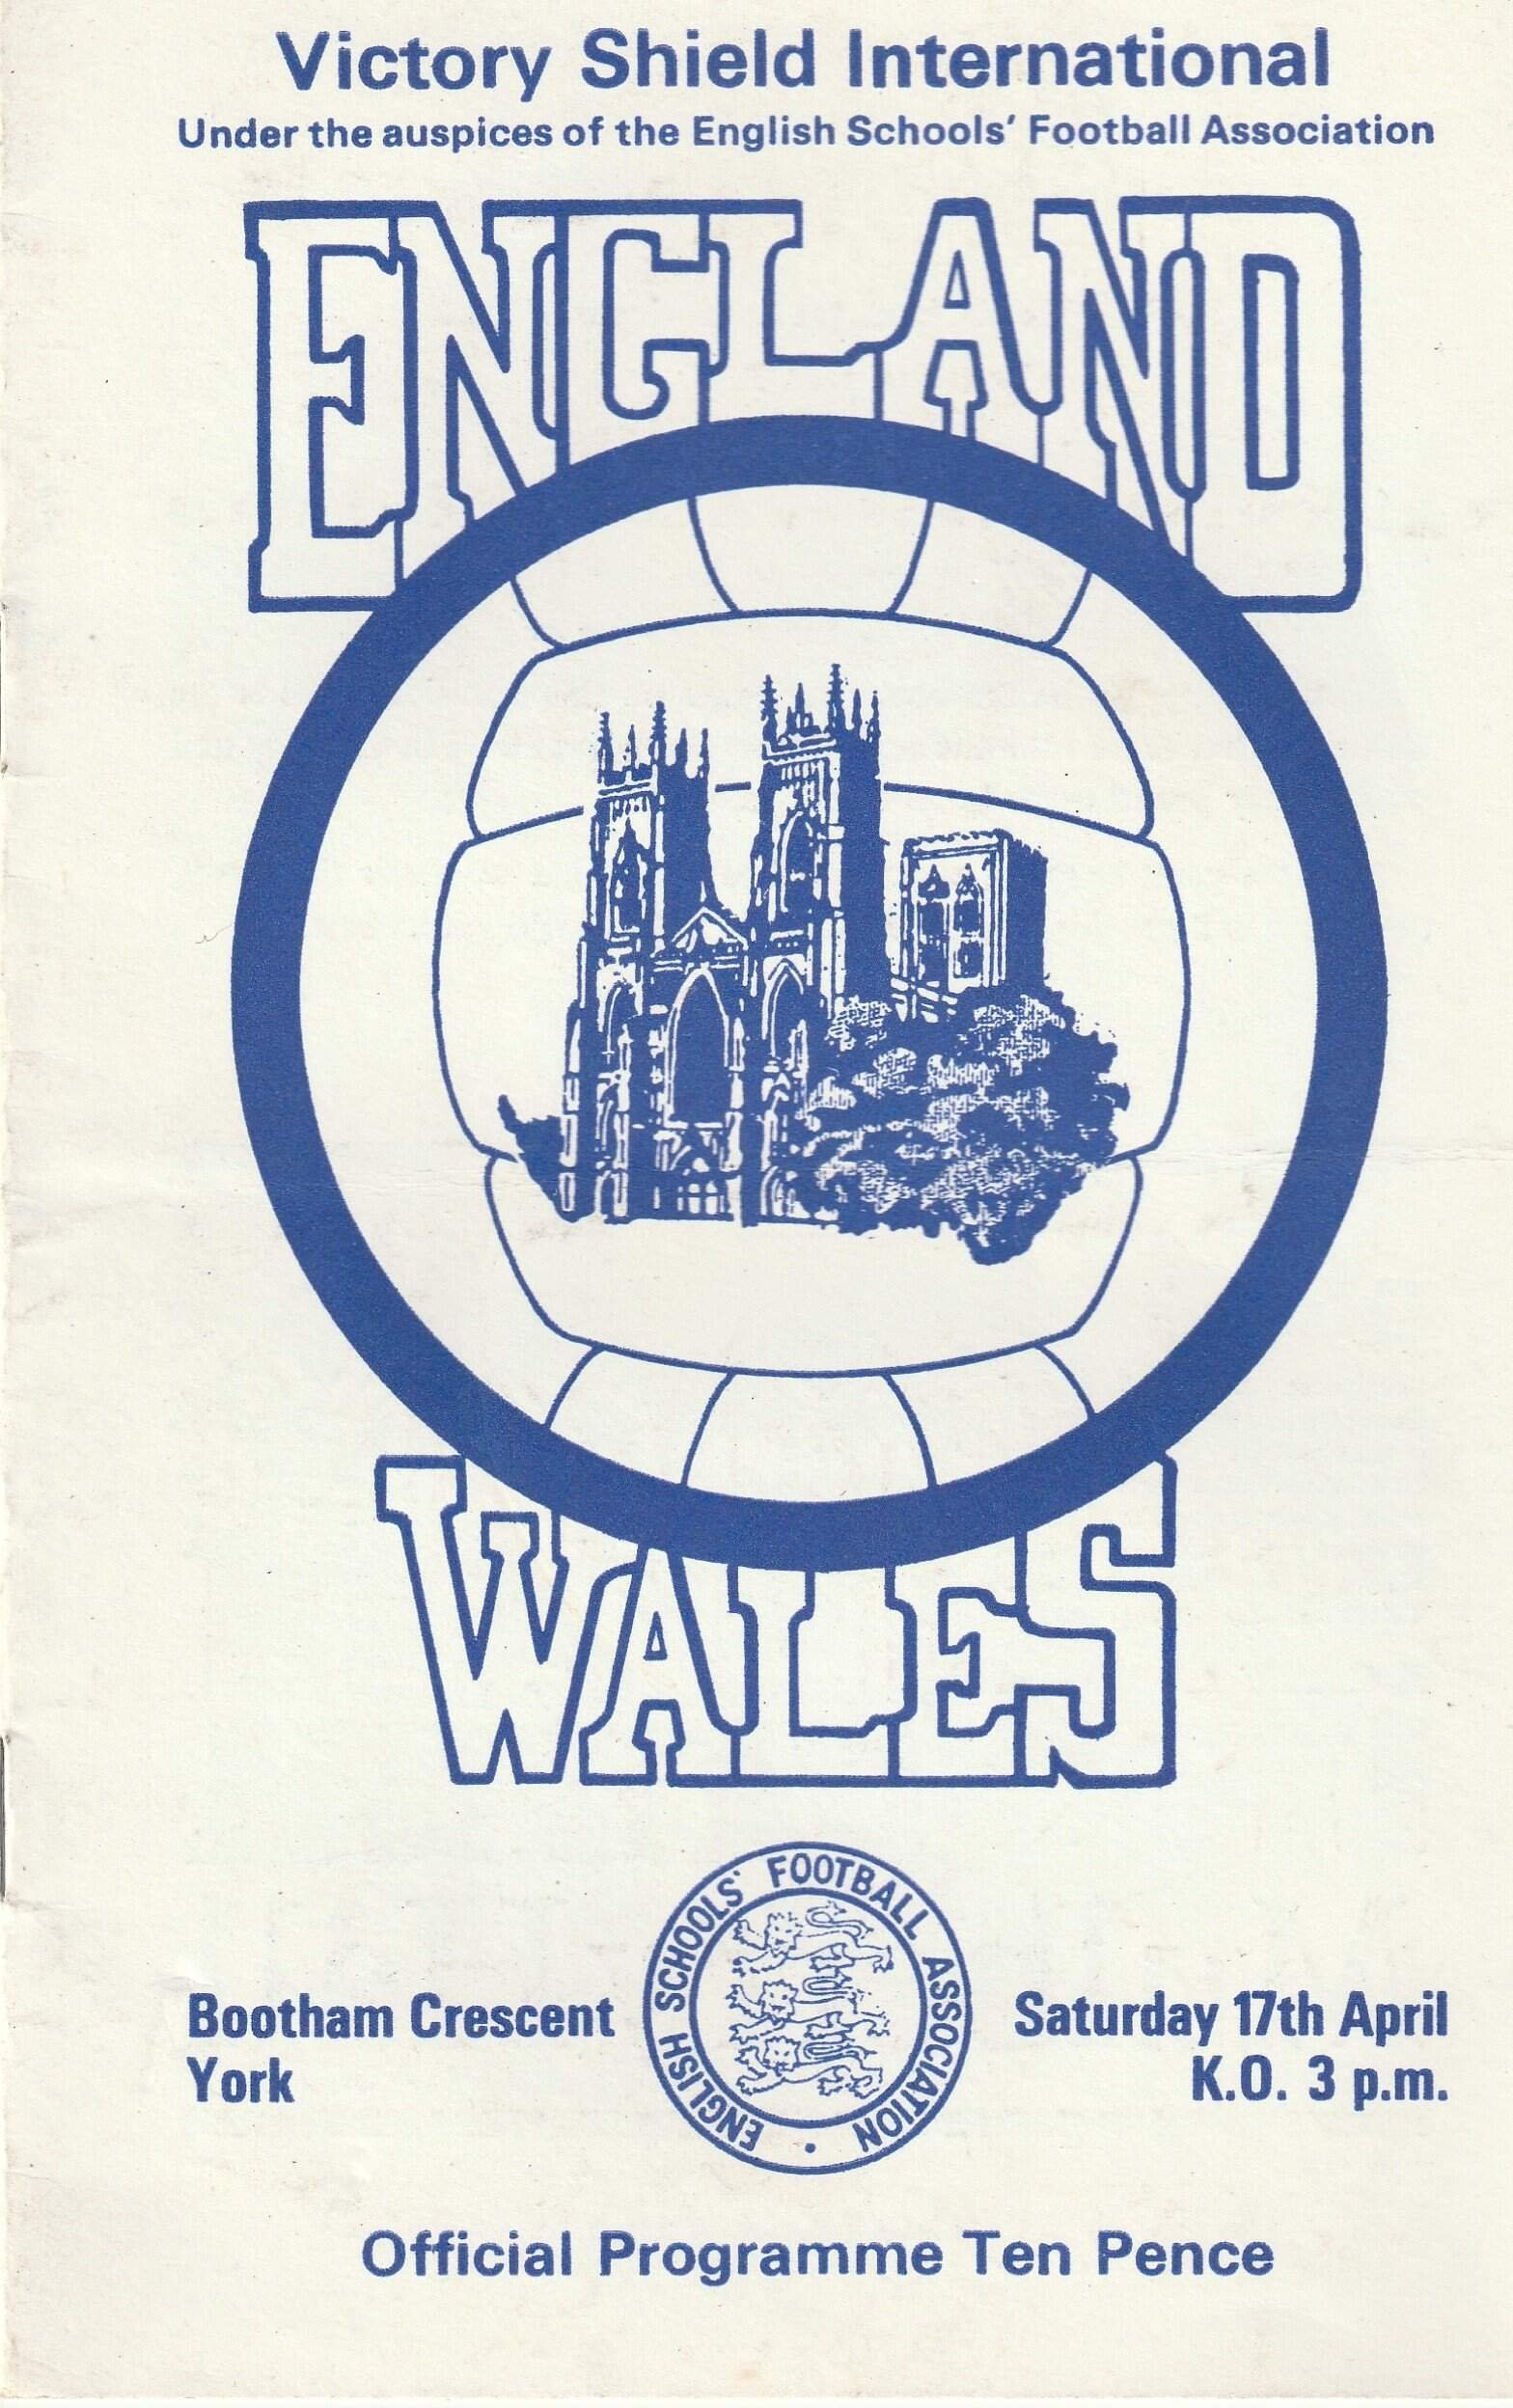 Victory Shield International
Under the auspices of the English Schools' Football Association
ENGLAND
WALES
ENGLISH SCHOOLS' FOOTBALL ASSOCIATION
Bootham Crescent
York
Saturday 17th April
K.O. 3 p.m.
Official Programme Ten Pence